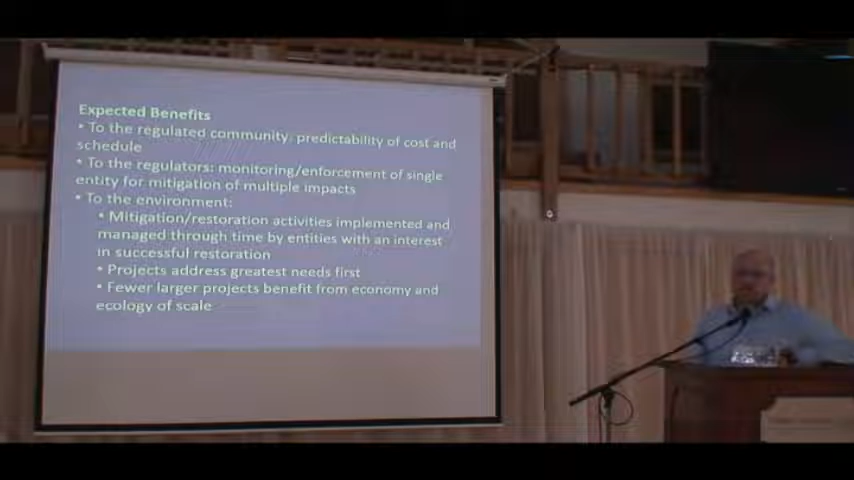 Expected Benefits
• To the regulated community, predictability of cost and
schedule
• To the regulators: monitoring/enforcement of single
entity for mitigation of multiple impacts
• To the environment:
• Mitigation/restoration activities implemented and
managed through time by entities with an interest
in successful restoration
• Projects address greatest needs first
• Fewer larger projects benefit from economy and
ecology of scale